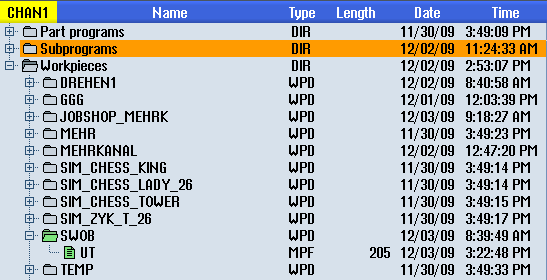 CHAN1 Name Type Length Date Time
Part programs DIR 11/30/09 3:49:09 PM
Subprograms DIR 12/02/09 11:24:33 AM
Workpieces DIR 12/02/09 2:53:07 PM
DREHEN1 WPD 12/02/09 8:40:58 AM
GGG WPD 12/01/09 12:03:39 PM
JOBSHOP_MEHRK WPD 12/03/09 9:18:27 AM
MEHR WPD 11/30/09 3:49:23 PM
MEHRKANAL WPD 12/02/09 12:47:20 PM
SIM_CHESS_KING WPD 11/30/09 3:49:14 PM
SIM_CHESS_LADY_26 WPD 11/30/09 3:49:14 PM
SIM_CHESS_TOWER WPD 11/30/09 3:49:15 PM
SIM_ZYK_T_26 WPD 11/30/09 3:49:17 PM
SWOB WPD 12/03/09 8:39:49 AM
UT MPF 205 12/03/09 3:22:48 PM
TEMP WPD 11/30/09 3:49:33 PM